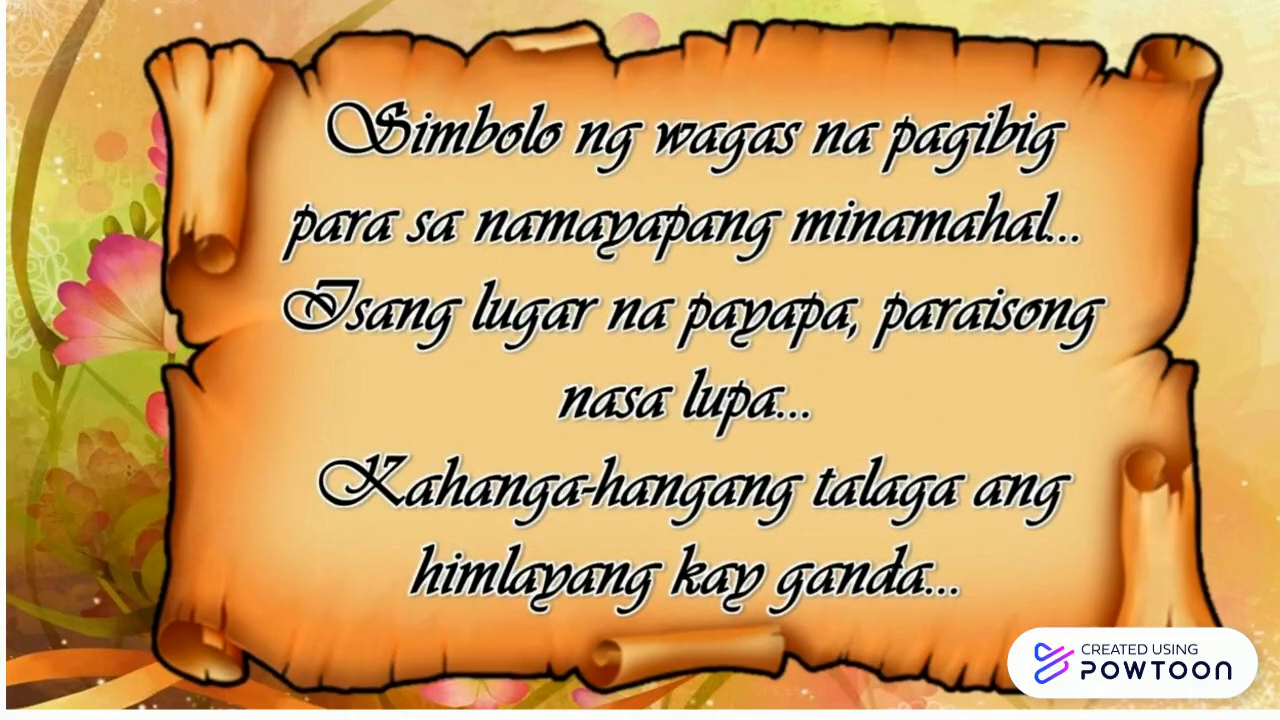 Simbolo ng wagas na pagibig
para sa namayapang minamahal...
Isang lugar na payapa, paraisong
nasa lupa...
Kahanga-hangang talaga ang
himlayang kay ganda...
CREATED USING
POWTOON